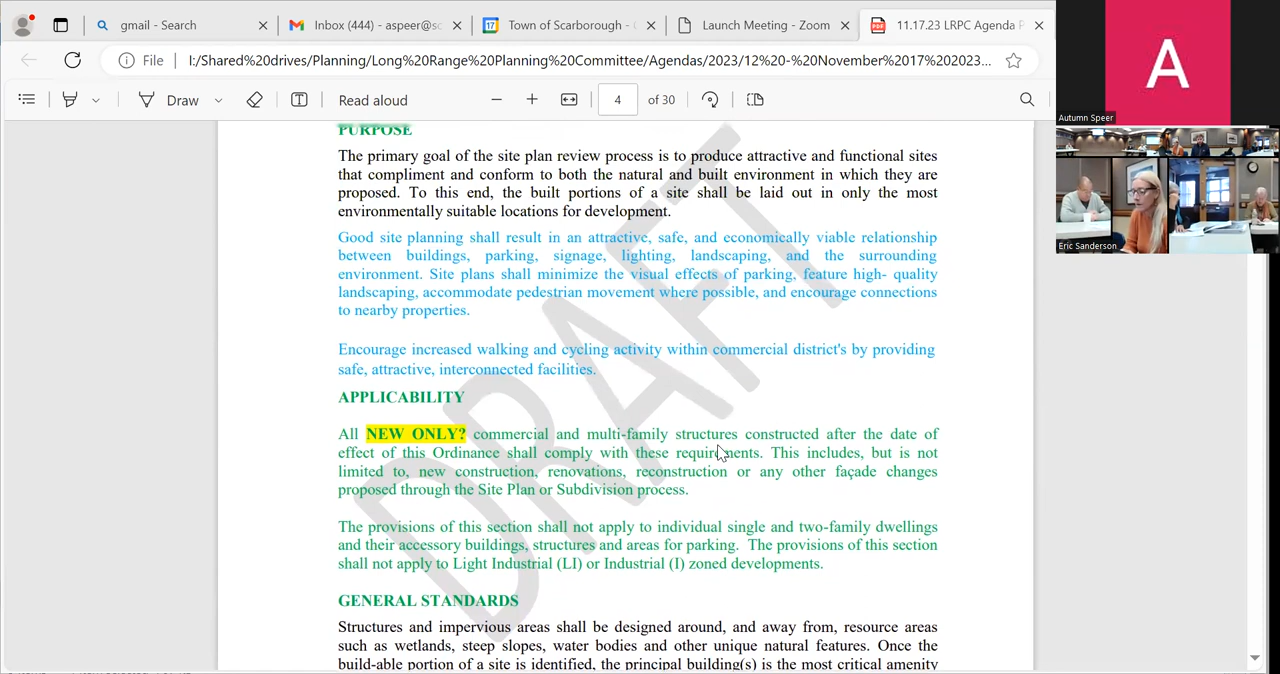 gmail - Search
Inbox (444) - aspeer@sc
Town of Scarborough -
Launch Meeting - Zoom
11.17.23 LRPC Agenda P
File
I:/Shared%20drives/Planning/Long%20Range%20Planning%20Committee/Agendas/2023/12%20-%20November%2017%202023...
Draw
Read aloud
4
of 30
A
Autumn Speer
Eric Sanderson
PURPOSE
The primary goal of the site plan review process is to produce attractive and functional sites
that compliment and conform to both the natural and built environment in which they are
proposed. To this end, the built portions of a site shall be laid out in only the most
environmentally suitable locations for development.
Good site planning shall result in an attractive, safe, and economically viable relationship
between buildings, parking, signage, lighting, landscaping, and the surrounding
environment. Site plans shall minimize the visual effects of parking, feature high- quality
landscaping, accommodate pedestrian movement where possible, and encourage connections
to nearby properties.
Encourage increased walking and cycling activity within commercial district's by providing
safe, attractive, interconnected facilities.
APPLICABILITY
All NEW ONLY? commercial and multi-family structures constructed after the date of
effect of this Ordinance shall comply with these requirements. This includes, but is not
limited to, new construction, renovations, reconstruction or any other façade changes
proposed through the Site Plan or Subdivision process.
The provisions of this section shall not apply to individual single and two-family dwellings
and their accessory buildings, structures and areas for parking. The provisions of this section
shall not apply to Light Industrial (LI) or Industrial (I) zoned developments.
GENERAL STANDARDS
Structures and impervious areas shall be designed around, and away from, resource areas
such as wetlands, steep slopes, water bodies and other unique natural features. Once the
build-able portion of a site is identified, the principal building(s) is the most critical amenity
DRAFT